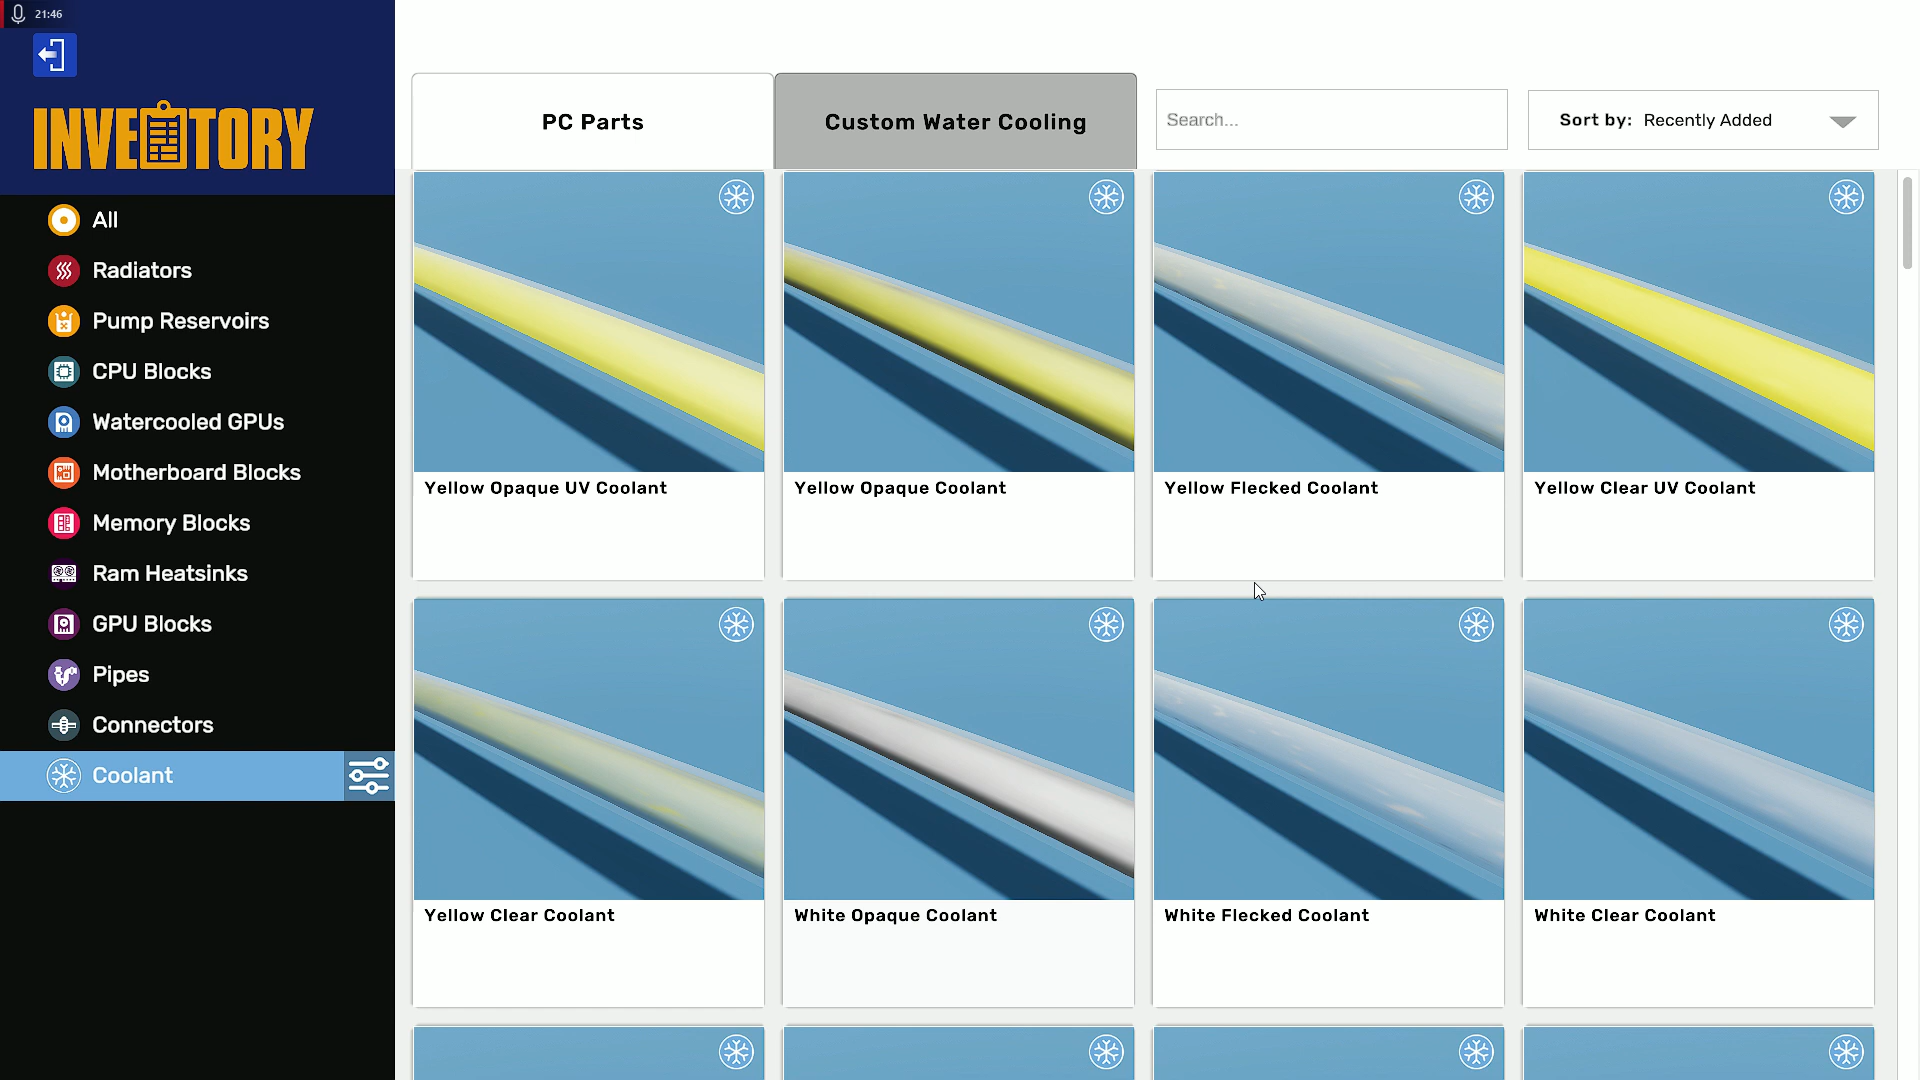 21:46
INVENTORY
All
Radiators
Pump Reservoirs
CPU Blocks
Watercooled GPUs
Motherboard Blocks
Memory Blocks
Ram Heatsinks
GPU Blocks
Pipes
Connectors
Coolant
PC Parts
Custom Water Cooling
Search...
Sort by: Recently Added
Yellow Opaque UV Coolant
Yellow Opaque Coolant
Yellow Flecked Coolant
Yellow Clear UV Coolant
Yellow Clear Coolant
White Opaque Coolant
White Flecked Coolant
White Clear Coolant